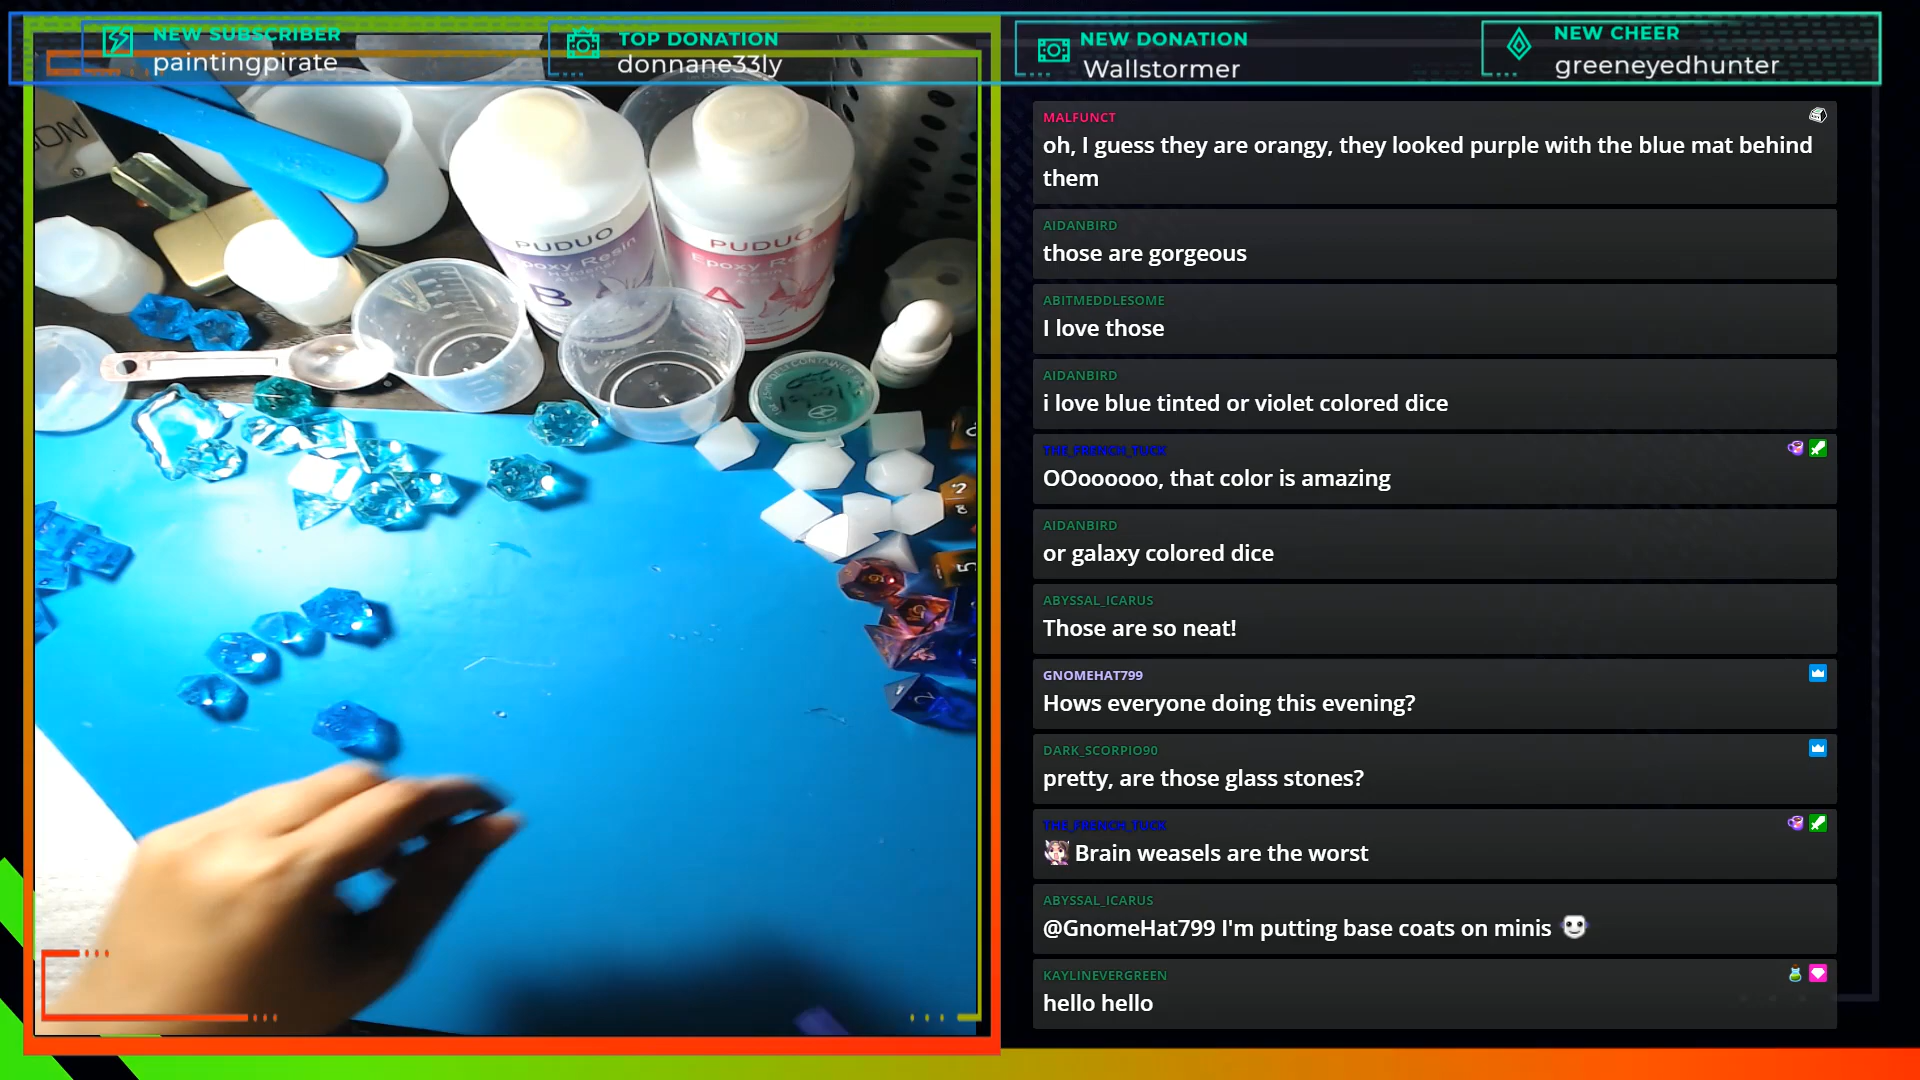 NEW SUBSCRIBER
paintingpirate
TOP DONATION
donnane33ly
NEW DONATION
Wallstormer
NEW CHEER
greeneyedhunter
PUDUO
Epoxy Resin
Hardener
B
PUDUO
Epoxy Resin
Resin
A
MALFUNCT
oh, I guess they are orangy, they looked purple with the blue mat behind
them
AIDANBIRD
those are gorgeous
ABITMEDDLESOME
I love those
AIDANBIRD
i love blue tinted or violet colored dice
THE_FRENCH_TUCK
OOoooooo, that color is amazing
AIDANBIRD
or galaxy colored dice
ABYSSAL_ICARUS
Those are so neat!
GNOMEHAT799
Hows everyone doing this evening?
DARK_SCORPIO90
pretty, are those glass stones?
THE_FRENCH_TUCK
Brain weasels are the worst
ABYSSAL_ICARUS
@GnomeHat799 I'm putting base coats on minis
KAYLINEVERGREEN
hello hello